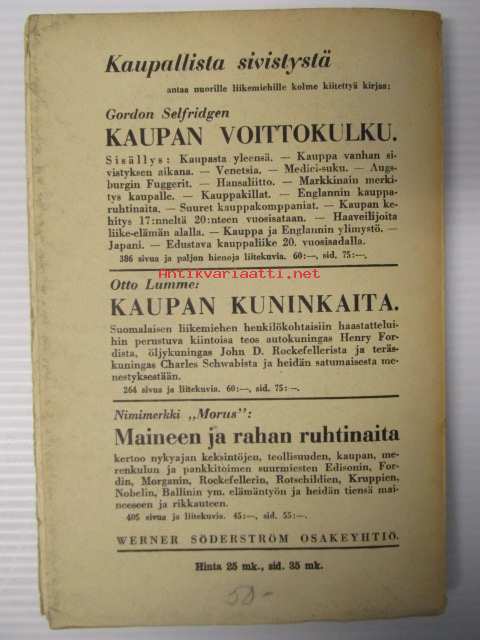 Kaupallista sivistystä
antaa nuorille liikemiehille kolme kiitettyä kirjaa:
Gordon Selfridgen
KAUPAN VOITTOKULKU.
Sisällys: Kaupasta yleensä. — Kauppa vanhan si-
vistyksen aikana. — Venetsia. — Medici-suku. — Augs-
burgin Fuggerit. — Hansaliitto. — Markkinain merki-
tys kaupalle. — Kauppakillat. — Englannin kauppa-
ruhtinaita. — Suuret kauppakomppaniat. — Kaupan ke-
hitys 17:nneltä 20:nteen vuosisataan. — Haaveilijoita
liike-elämän alalla. — Kauppa ja Englannin ylimystö. —
Japani. — Edustava kauppaliike 20. vuosisadalla.
386 sivua ja paljon hienoja liitekuvia. 60:—, sid. 75:—.
Antikvariaatti.net
Otto Lumme:
KAUPAN KUNINKAITA.
Suomalaisen liikemiehen henkilökohtaisiin haastattelui-
hin perustuva kiintoisa teos autokuningas Henry For-
dista, öljykuningas John D. Rockefellerista ja teräs-
kuningas Charles Schwabista ja heidän satumaisesta me-
nestyksestään.
264 sivua ja liitekuvia. 60:—, sid. 75:—.
Nimimerkki „Morus":
Maineen ja rahan ruhtinaita
kertoo nykyajan keksintöjen, teollisuuden, kaupan, me-
renkulun ja pankkitoimen suurmiesten Edisonin, For-
din, Morganin, Rockefellerin, Rotschildien, Kruppien,
Nobelin, Ballinin ym. elämäntyön ja heidän tiensä mai-
neeseen ja rikkauteen.
405 sivua ja liitekuvia. 45:—, sid. 55:—.
WERNER SÖDERSTRÖM OSAKEYHTIÖ.
Hinta 25 mk., sid. 35 mk.
50-